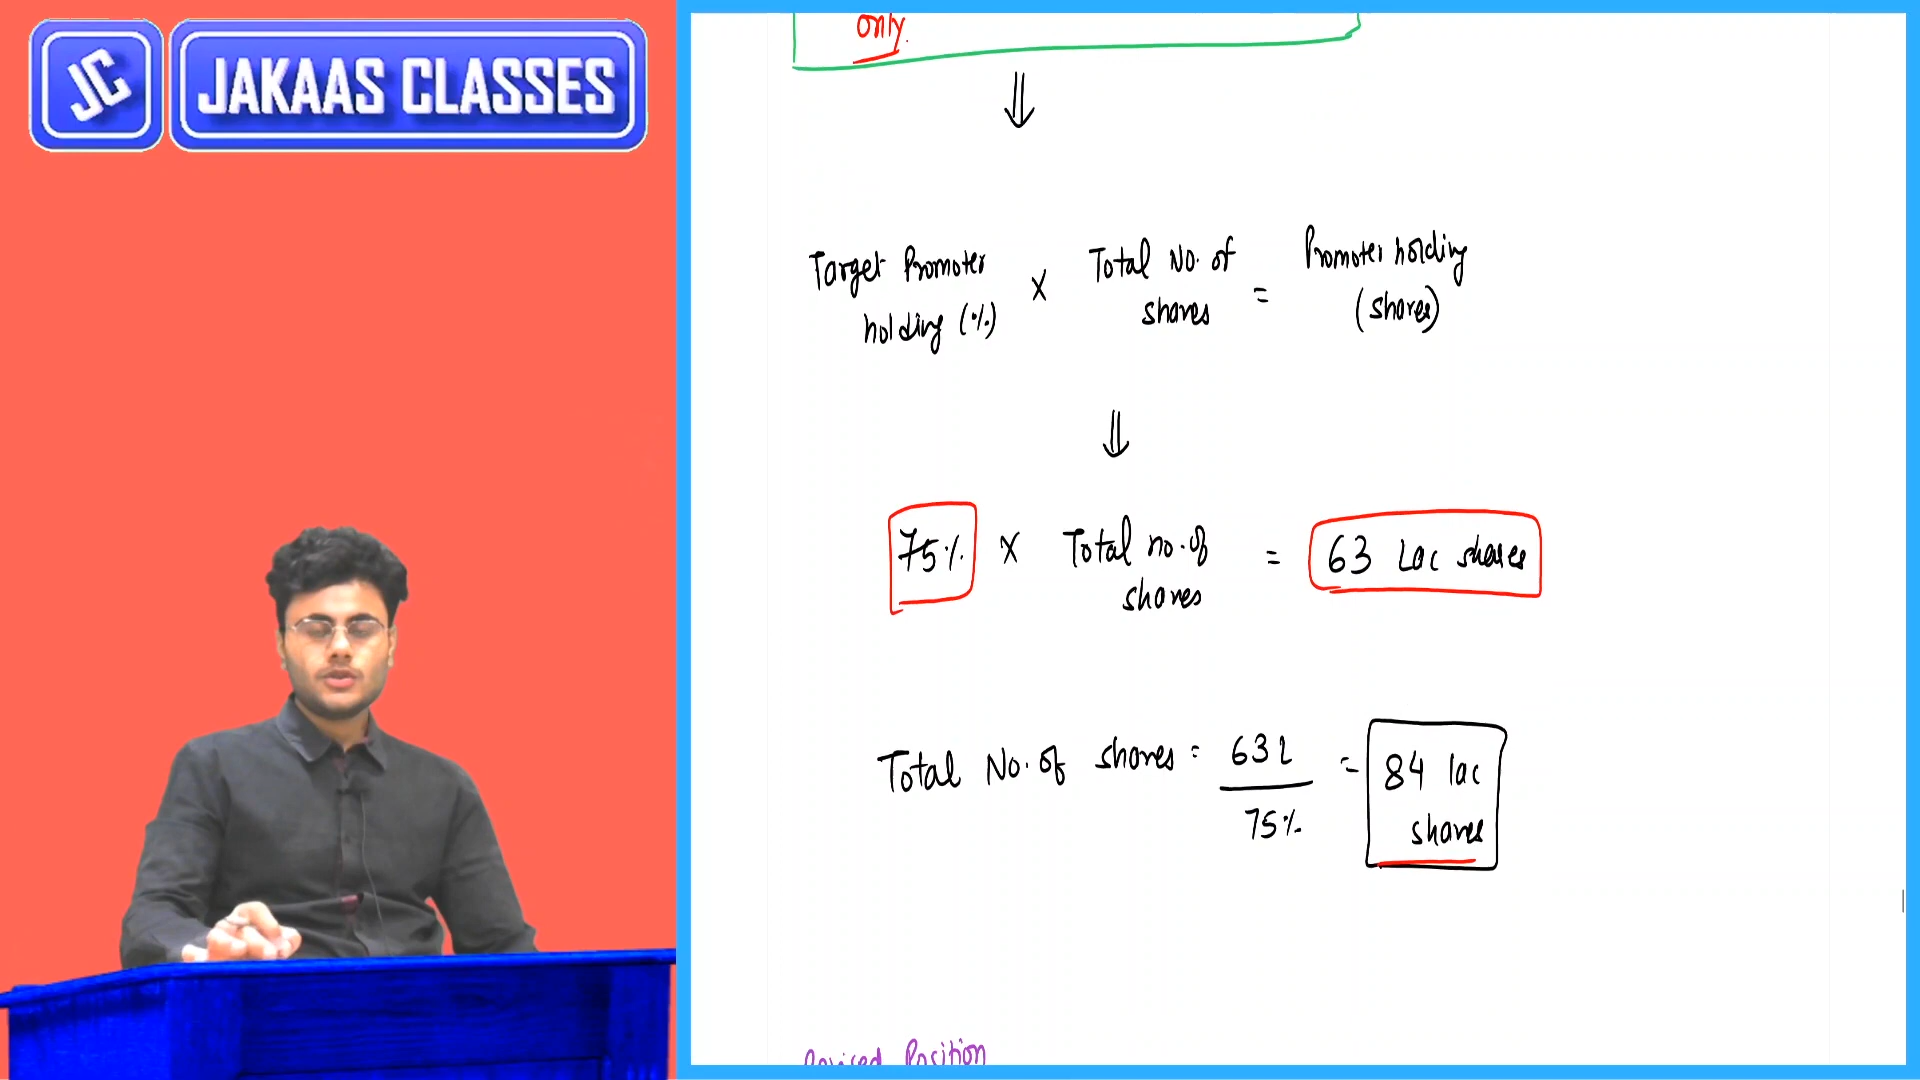 JC JAKAAS CLASSES
only.
Target Promoter holding (%) × Total No. of shares = Promoter holding (shares)
75% × Total no. of shares = 63 Lac shares
Total No. of shares = 63L / 75% = 84 lac shares
Revised Position